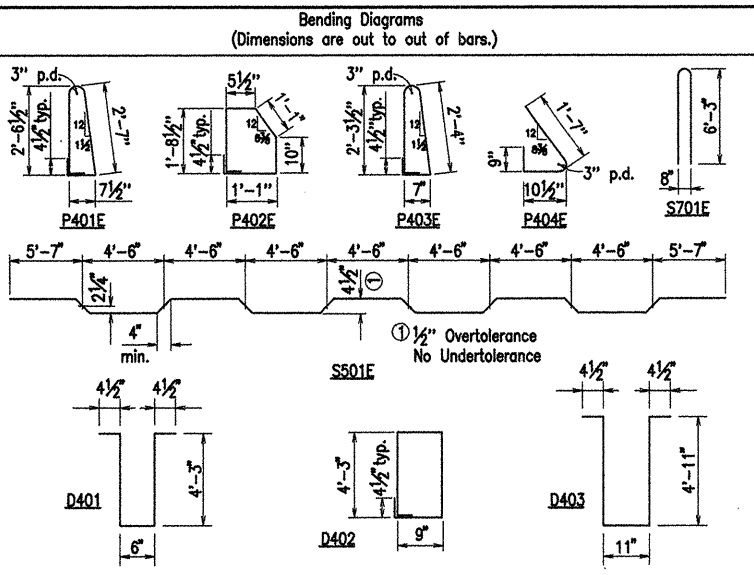 Bending Diagrams
(Dimensions are out to out of bars.)
3" p.d.
2'-6½"
4½" typ.
12
1½
2'-7"
7½"
P401E
5½"
1'-1"
12
8⅜
1'-8½"
4½" typ.
10"
1'-1"
P402E
3" p.d.
2'-3½"
4½" typ.
12
1½
2'-4"
7"
P403E
1'-7"
12
8⅜
9"
10½"
3" p.d.
P404E
6'-3"
8"
S701E
5'-7" 4'-6" 4'-6" 4'-6" 4'-6" 4'-6" 4'-6" 4'-6" 5'-7"
2¼"
4½" ①
4"
min.
① ½" Overtolerance
No Undertolerance
S501E
4½" 4½"
4'-3"
D401
6"
4'-3"
4½" typ.
D402
9"
4½" 4½"
4'-11"
D403
11"